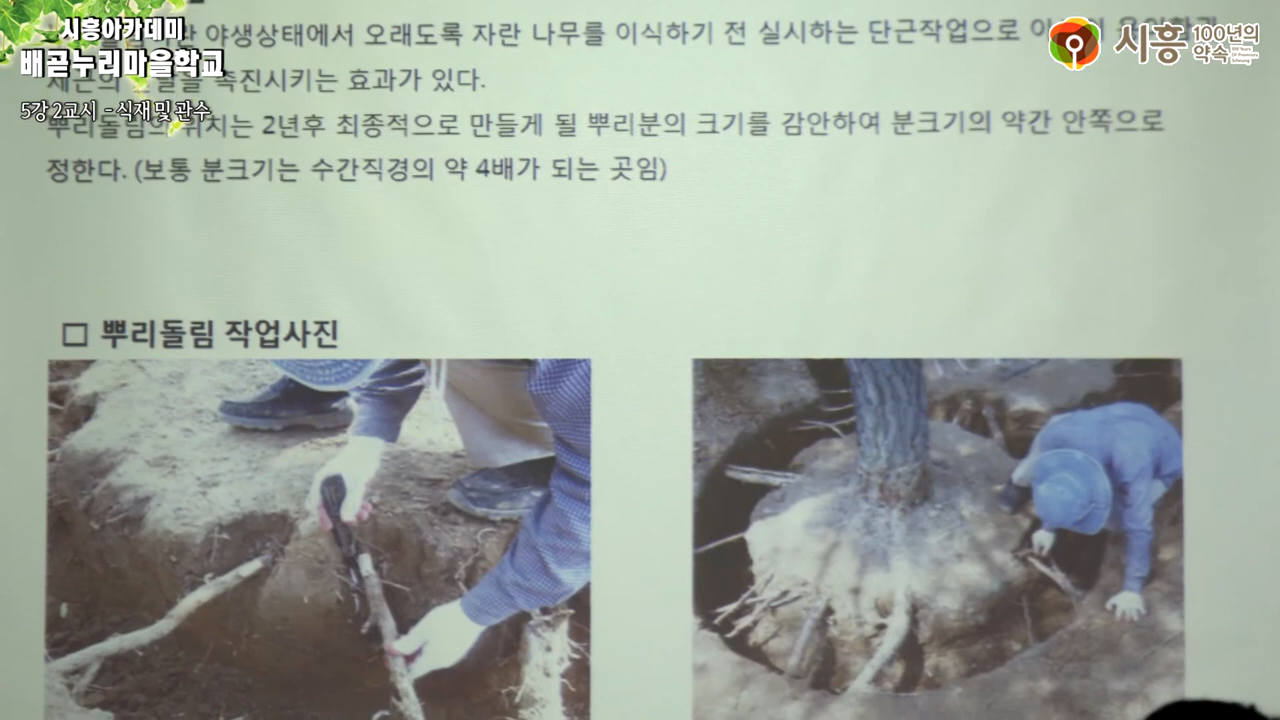 시흥아카데미
배곧누리마을학교
5강 2교시 - 식재 및 관수
시흥 100년의 약속
야생상태에서 오래도록 자란 나무를 이식하기 전 실시하는 단근작업으로
촉진시키는 효과가 있다.
2년후 최종적으로 만들게 될 뿌리분의 크기를 감안하여 분크기의 약간 안쪽으로
정한다. (보통 분크기는 수간직경의 약 4배가 되는 곳임)
□ 뿌리돌림 작업사진